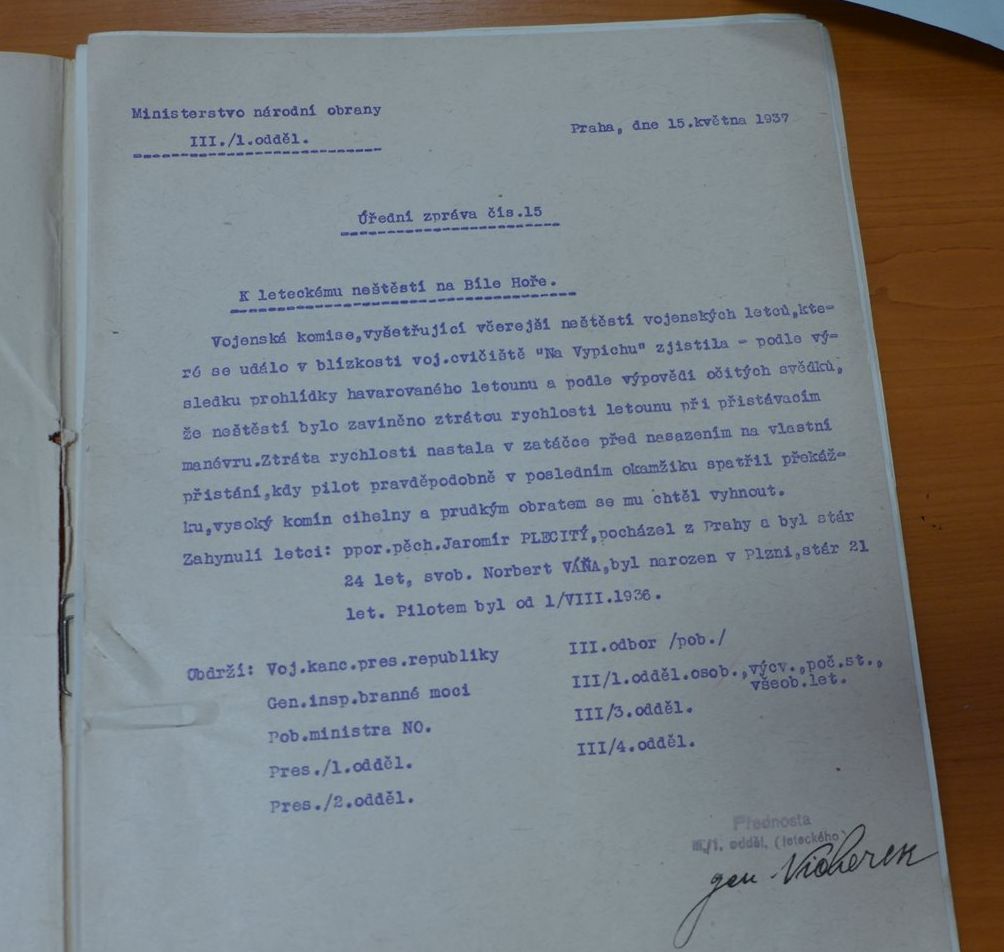 Ministerstvo národní obrany
III./1.odděl.
Praha, dne 15.května 1937
Úřední zpráva čís.15
K leteckému neštěstí na Bíle Hoře.
Vojenská komise,vyšetřující včerejší neštěstí vojenských letců,kte-
ré se událo v blízkosti voj.cvičiště "Na Vypichu" zjistila - podle vý-
sledku prohlídky havarovaného letounu a podle výpovědí očitých svědků,
že neštěstí bylo zaviněno ztrátou rychlosti letounu při přistávacím
manévru.Ztráta rychlosti nastala v zatáčce před nasazením na vlastní
přistání,kdy pilot pravděpodobně v posledním okamžiku spatřil překáž-
ku,vysoký komín cihelny a prudkým obratem se mu chtěl vyhnout.
Zahynulí letci: ppor.pěch.Jaromír PLECITÝ,pocházel z Prahy a byl stár
24 let, svob. Norbert VÁŇA,byl narozen v Plzni,stár 21
let. Pilotem byl od 1/VIII.1936.
Obdrží: Voj.kanc.pres.republiky
Gen.insp.branné moci
Pob.ministra NO.
Pres./1.odděl.
Pres./2.odděl.
III.odbor /pob./
III/1.odděl.osob.,výcv.,poč.st.,
všeob.let.
III/3.odděl.
III/4.odděl.
Přednosta
III./1. odděl. (leteckého)
gen. Vicherek